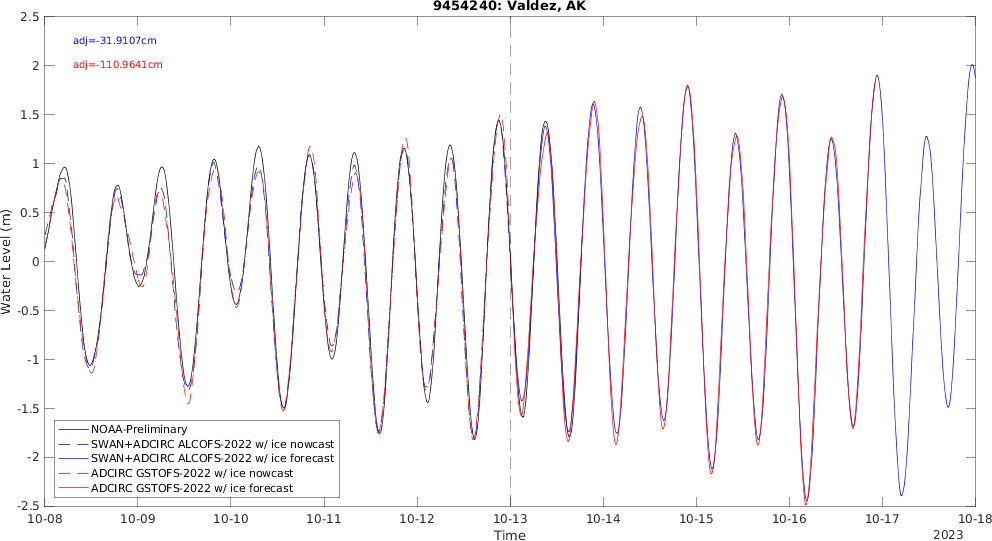 9454240: Valdez, AK
adj=-31.9107cm
adj=-110.9641cm
2.5
2
1.5
1
0.5
0
-0.5
-1
-1.5
-2
-2.5
Water Level (m)
NOAA-Preliminary
SWAN+ADCIRC ALCOFS-2022 w/ ice nowcast
SWAN+ADCIRC ALCOFS-2022 w/ ice forecast
ADCIRC GSTOFS-2022 w/ ice nowcast
ADCIRC GSTOFS-2022 w/ ice forecast
10-08 10-09 10-10 10-11 10-12 10-13 10-14 10-15 10-16 10-17 10-18
Time
2023